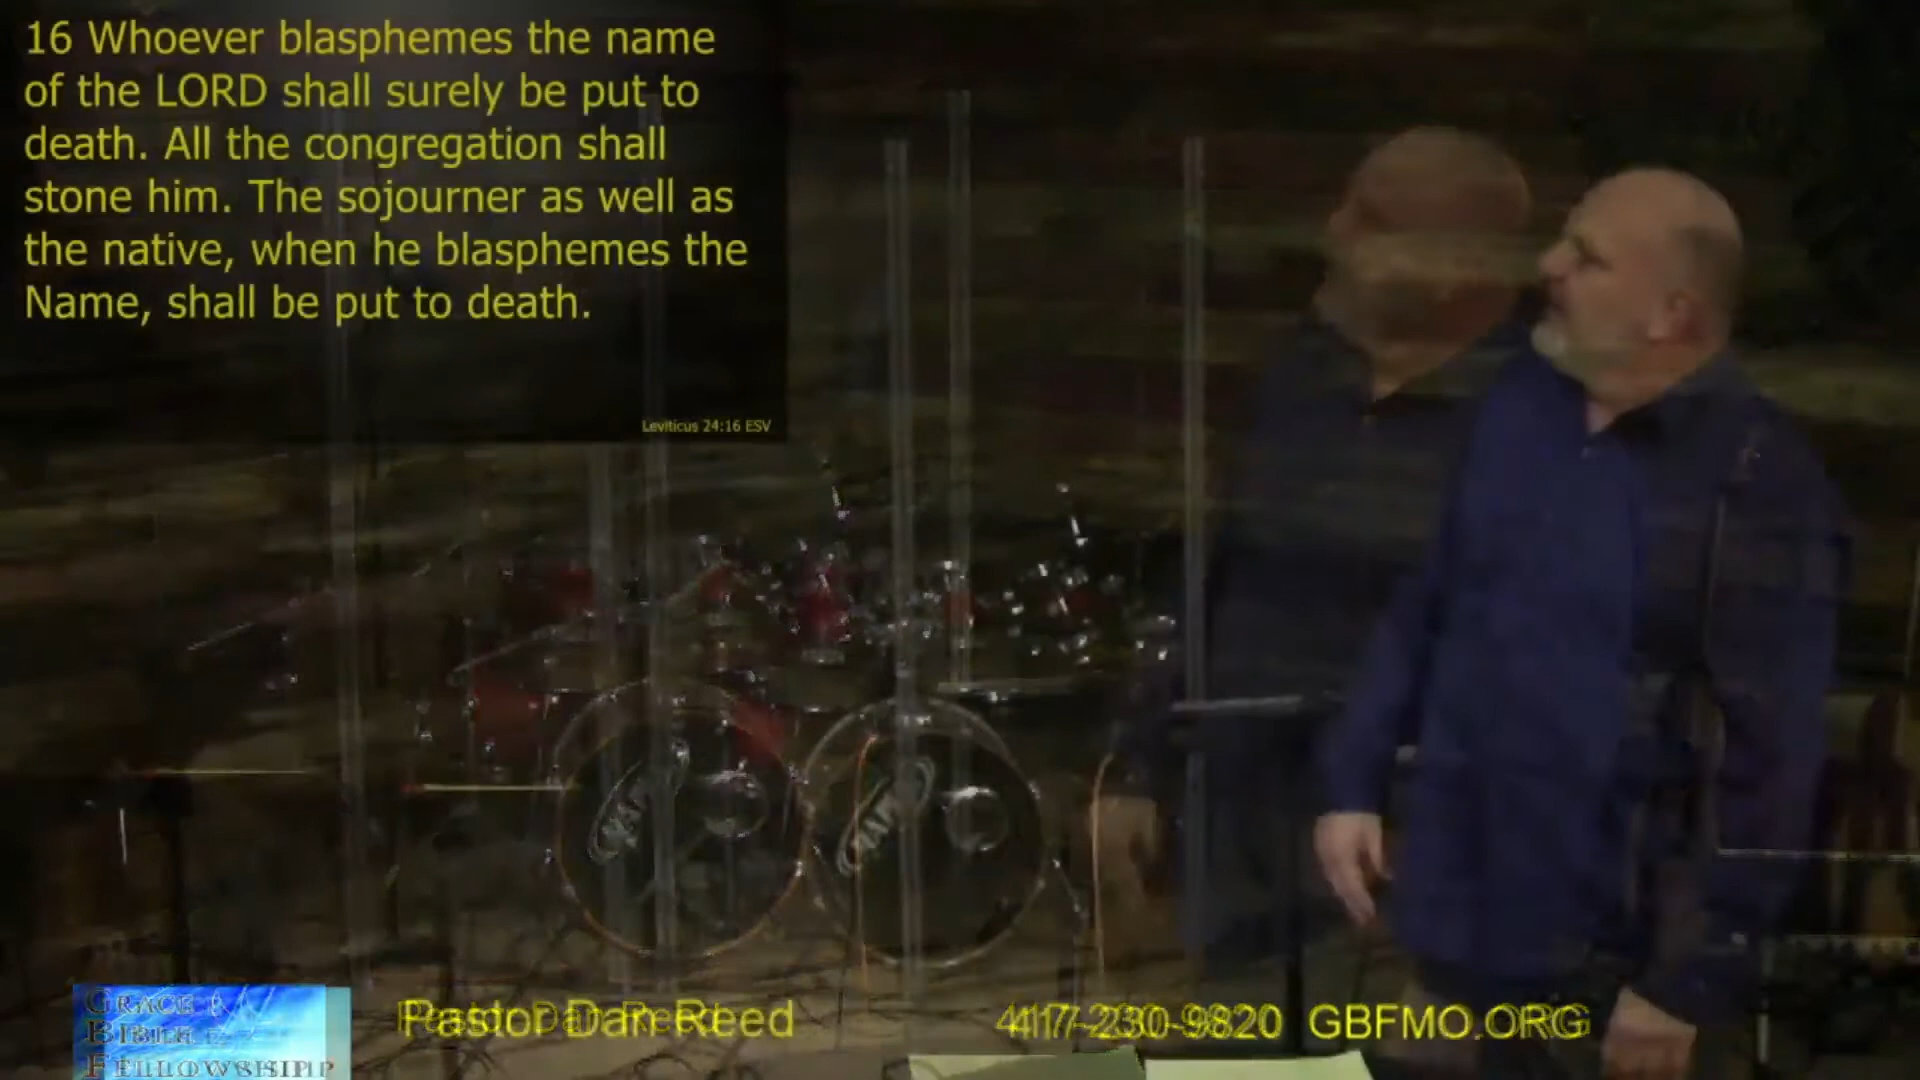 16 Whoever blasphemes the name
of the LORD shall surely be put to
death. All the congregation shall
stone him. The sojourner as well as
the native, when he blasphemes the
Name, shall be put to death.
Leviticus 24:16 ESV
GRACE
BIBLE
FELLOWSHIP
Pastor Dan Reed
417-230-9820 GBFMO.ORG